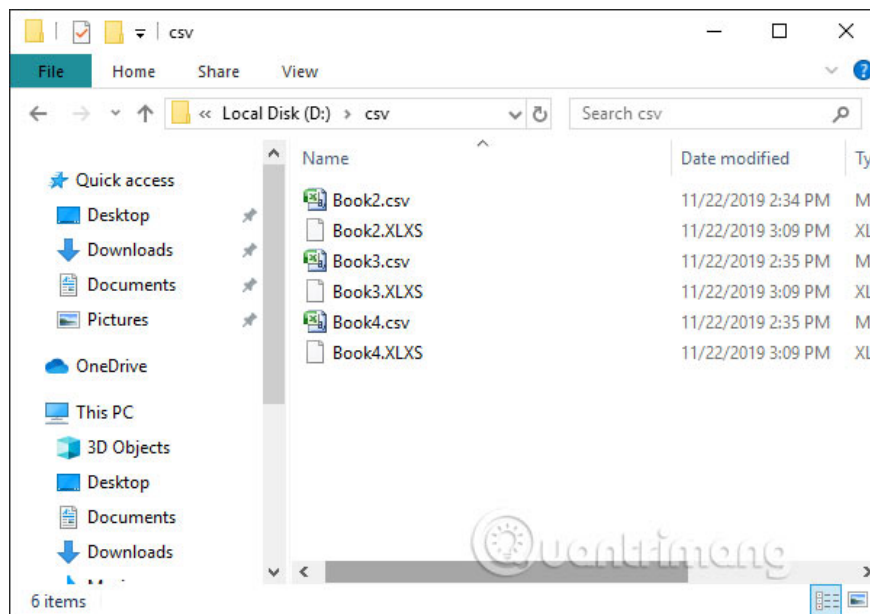 csv
File Home Share View
« Local Disk (D:) > csv Search csv
Name Date modified Ty
Quick access
Desktop
Downloads
Documents
Pictures
OneDrive
This PC
3D Objects
Desktop
Documents
Downloads
Book2.csv 11/22/2019 2:34 PM M
Book2.XLXS 11/22/2019 3:09 PM XL
Book3.csv 11/22/2019 2:35 PM M
Book3.XLXS 11/22/2019 3:09 PM XL
Book4.csv 11/22/2019 2:35 PM M
Book4.XLXS 11/22/2019 3:09 PM XL
Quantrimang
6 items